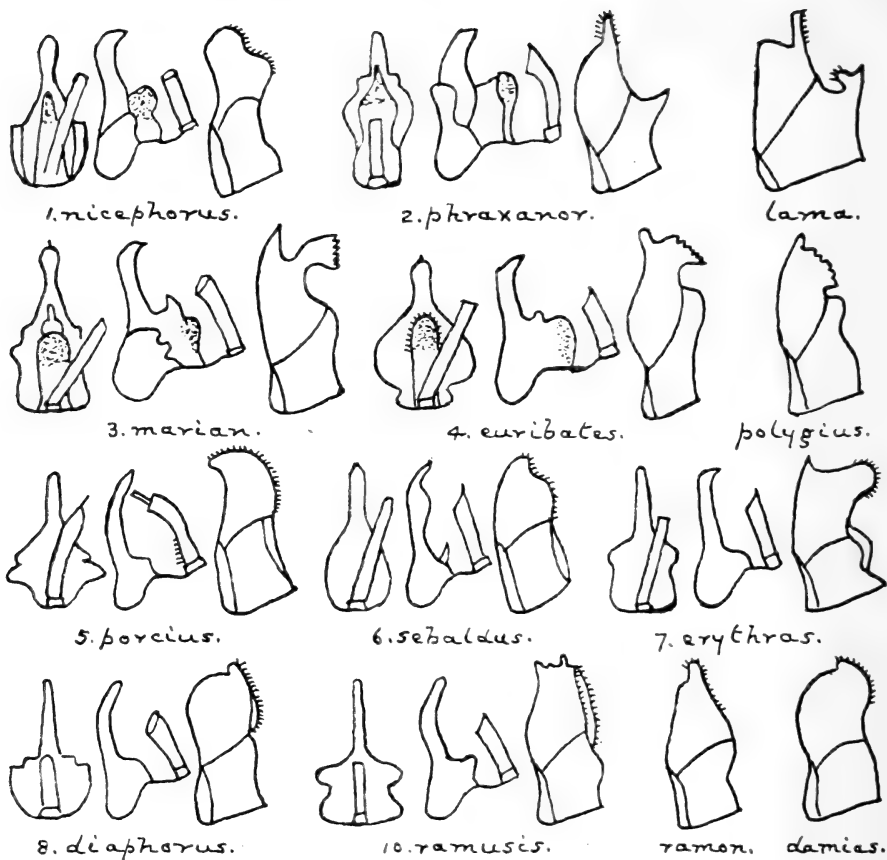 1. nicephorus. 2. phraxanor. lama.
3. marian. 4. euribates. polygius.
5. porcius. 6. sebaldus. 7. erythras.
8. diaphorus. 10. ramusis. ramon. damias.